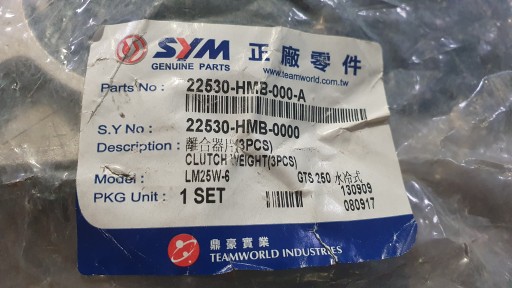 SYM 正廠零件
GENUINE PARTS www.teamworld.com.tw
Parts No : 22530-HMB-000-A
S.Y No : 22530-HMB-0000
Description : 離合器片(3PCS)
CLUTCH WEIGHT(3PCS)
Model : LM25W-6 GTS 250 水冷式
130909
PKG Unit : 1 SET 080917
鼎豪實業
TEAMWORLD INDUSTRIES